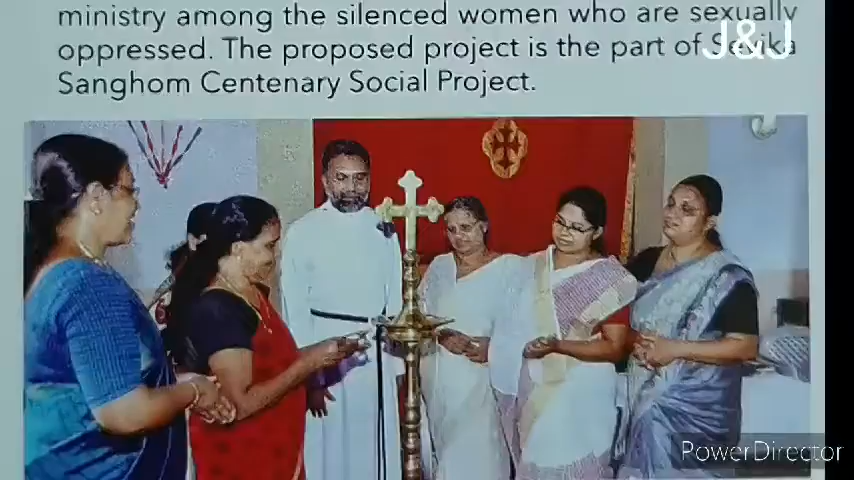 ministry among the silenced women who are sexually
oppressed. The proposed project is the part of Sevika
Sanghom Centenary Social Project.
J&J
PowerDirector